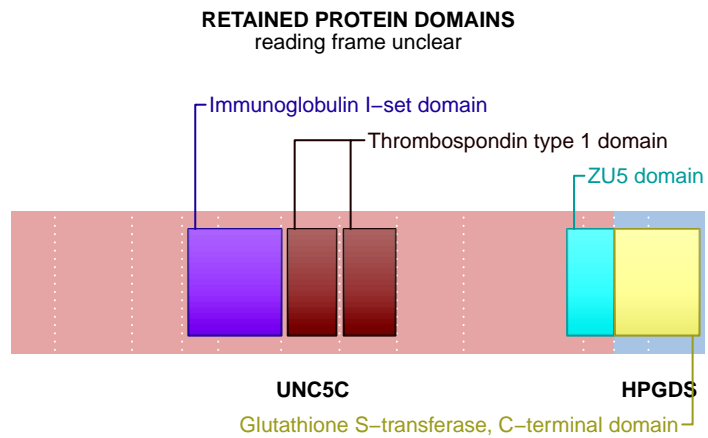 RETAINED PROTEIN DOMAINS
reading frame unclear
Immunoglobulin I−set domain
Thrombospondin type 1 domain
ZU5 domain
UNC5C
HPGDS
Glutathione S−transferase, C−terminal domain